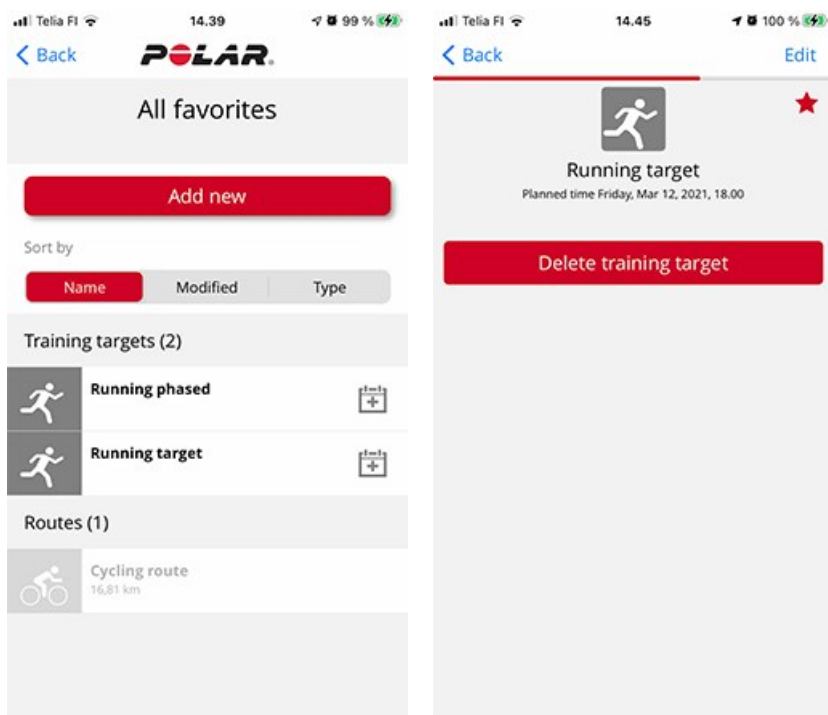 Telia FI 14.39 99 %
Back POLAR.
All favorites
Add new
Sort by
Name Modified Type
Training targets (2)
Running phased
Running target
Routes (1)
Cycling route
16,81 km
Telia FI 14.45 100 %
Back Edit
Running target
Planned time Friday, Mar 12, 2021, 18.00
Delete training target